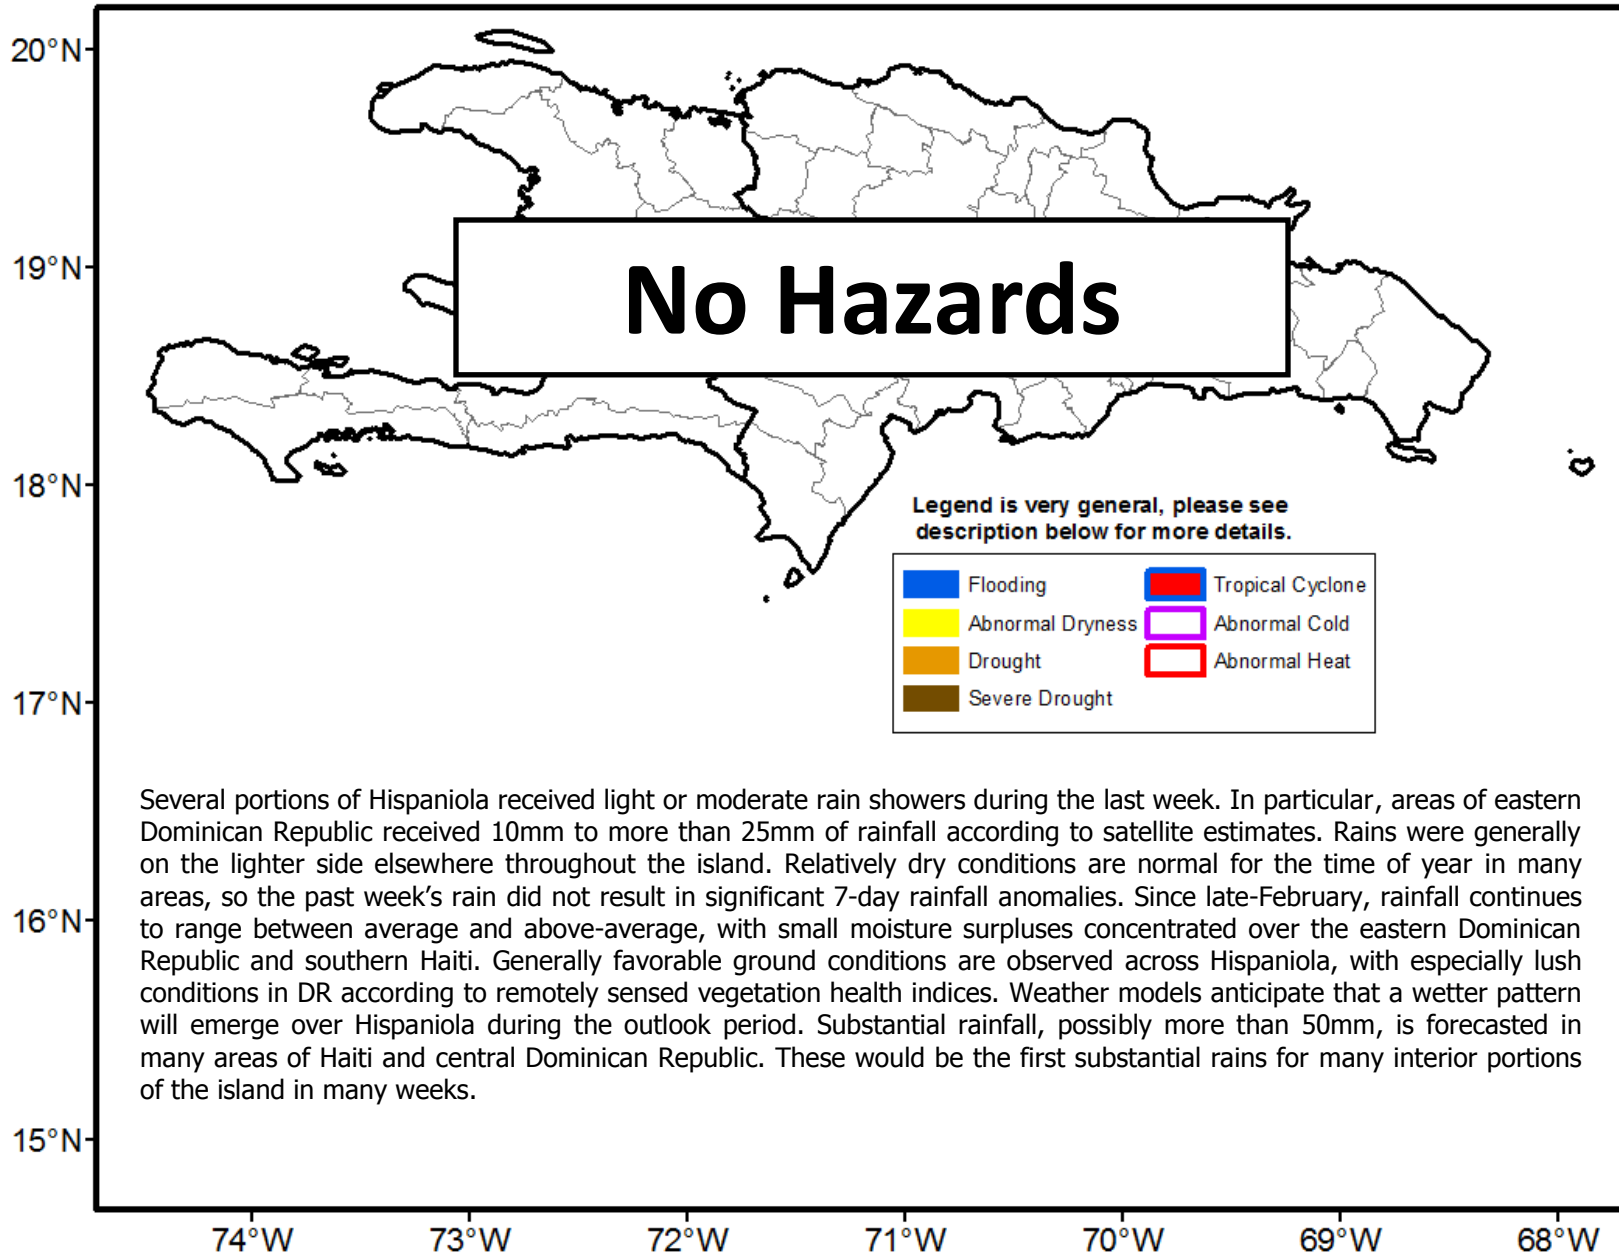 20°N
19°N
18°N
17°N
16°N
15°N
No Hazards
Legend is very general, please see
description below for more details.
Flooding
Tropical Cyclone
Abnormal Dryness
Abnormal Cold
Drought
Abnormal Heat
Severe Drought
Several portions of Hispaniola received light or moderate rain showers during the last week. In particular, areas of eastern
Dominican Republic received 10mm to more than 25mm of rainfall according to satellite estimates. Rains were generally
on the lighter side elsewhere throughout the island. Relatively dry conditions are normal for the time of year in many
areas, so the past week’s rain did not result in significant 7-day rainfall anomalies. Since late-February, rainfall continues
to range between average and above-average, with small moisture surpluses concentrated over the eastern Dominican
Republic and southern Haiti. Generally favorable ground conditions are observed across Hispaniola, with especially lush
conditions in DR according to remotely sensed vegetation health indices. Weather models anticipate that a wetter pattern
will emerge over Hispaniola during the outlook period. Substantial rainfall, possibly more than 50mm, is forecasted in
many areas of Haiti and central Dominican Republic. These would be the first substantial rains for many interior portions
of the island in many weeks.
74°W
73°W
72°W
71°W
70°W
69°W
68°W